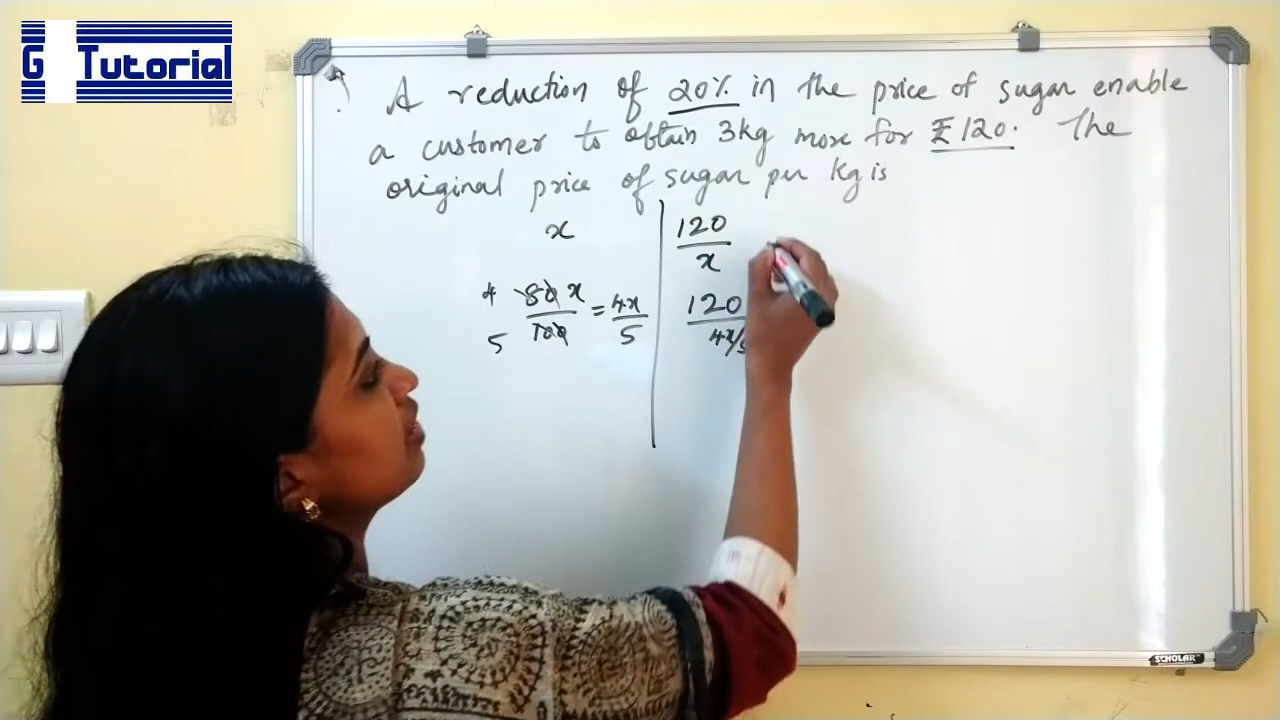 G Tutorial
? A reduction of 20% in the price of sugar enable
a customer to obtain 3kg more for ₹120. The
original price of sugar per kg is
x
120
x
4 80 x
5 100
= 4x
5
120
4x/5
SCHOLAR